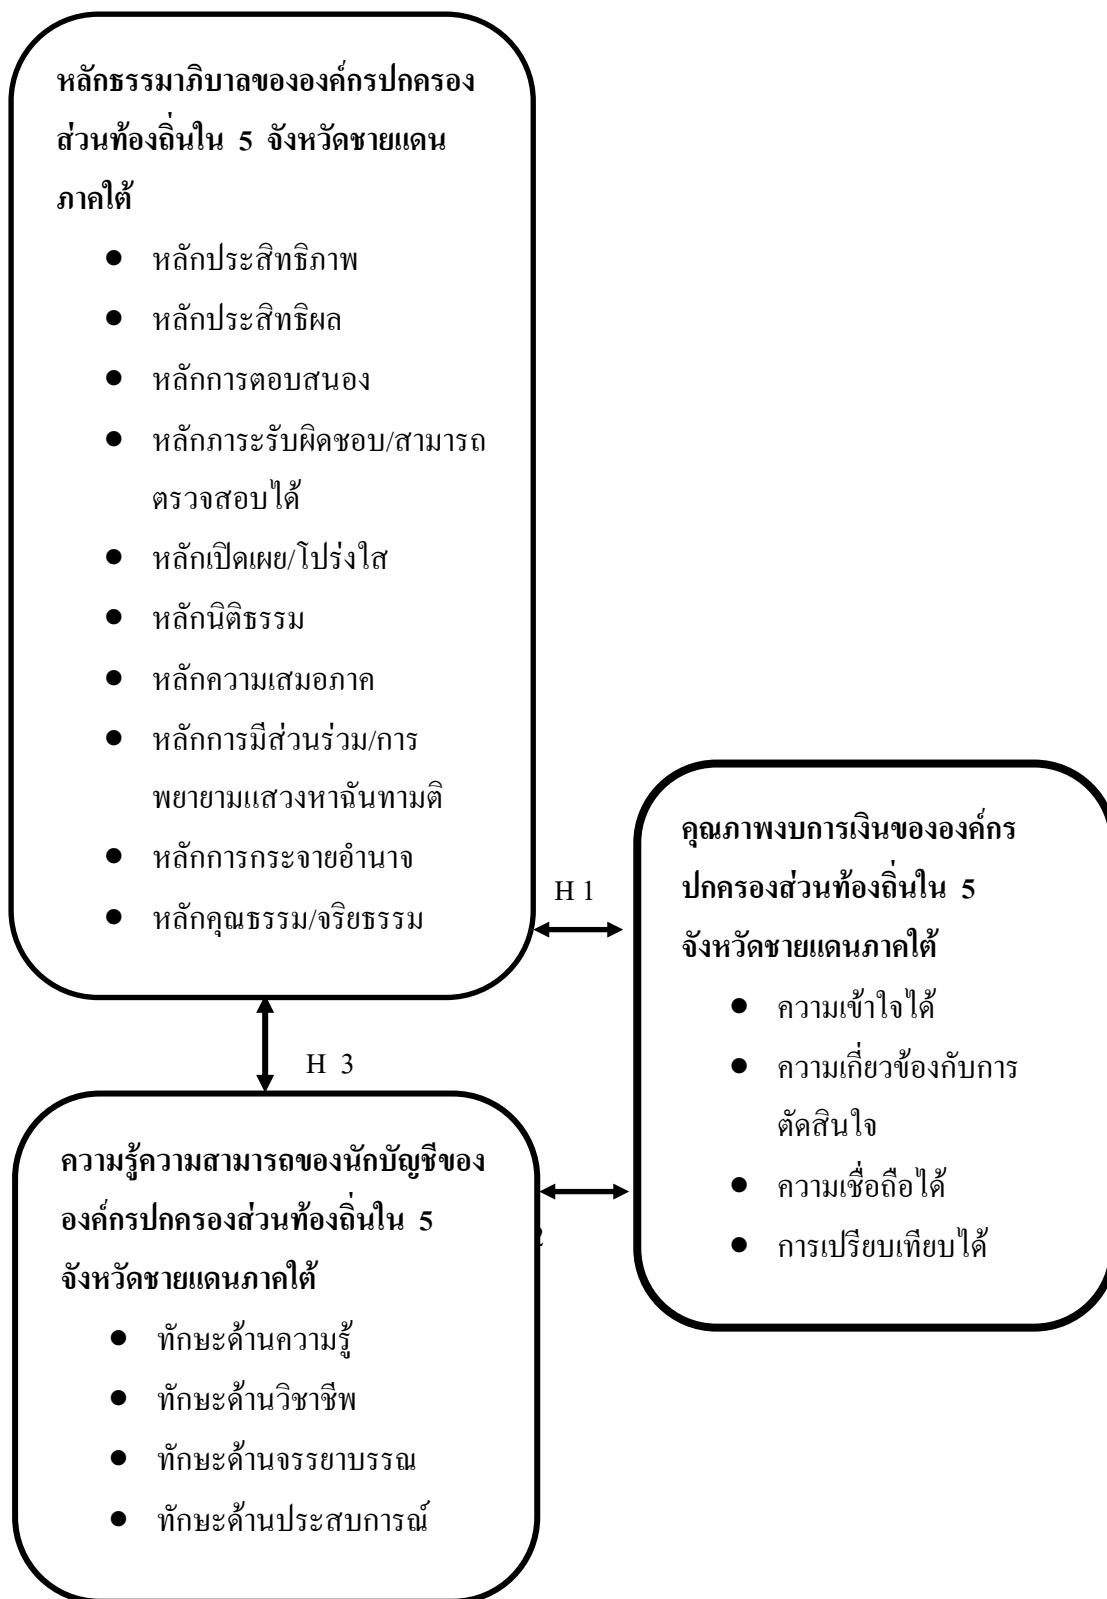 หลักธรรมาภิบาลขององค์กรปกครอง
ส่วนท้องถิ่นใน 5 จังหวัดชายแดน
ภาคใต้
● หลักประสิทธิภาพ
● หลักประสิทธิผล
● หลักการตอบสนอง
● หลักภาระรับผิดชอบ/สามารถ
ตรวจสอบได้
● หลักเปิดเผย/โปร่งใส
● หลักนิติธรรม
● หลักความเสมอภาค
● หลักการมีส่วนร่วม/การ
พยายามแสวงหาฉันทามติ
● หลักการกระจายอำนาจ
● หลักคุณธรรม/จริยธรรม
H 1
คุณภาพงบการเงินขององค์กร
ปกครองส่วนท้องถิ่นใน 5
จังหวัดชายแดนภาคใต้
● ความเข้าใจได้
● ความเกี่ยวข้องกับการ
ตัดสินใจ
● ความเชื่อถือได้
● การเปรียบเทียบได้
H 3
ความรู้ความสามารถของนักบัญชีของ
องค์กรปกครองส่วนท้องถิ่นใน 5
จังหวัดชายแดนภาคใต้
● ทักษะด้านความรู้
● ทักษะด้านวิชาชีพ
● ทักษะด้านจรรยาบรรณ
● ทักษะด้านประสบการณ์
2